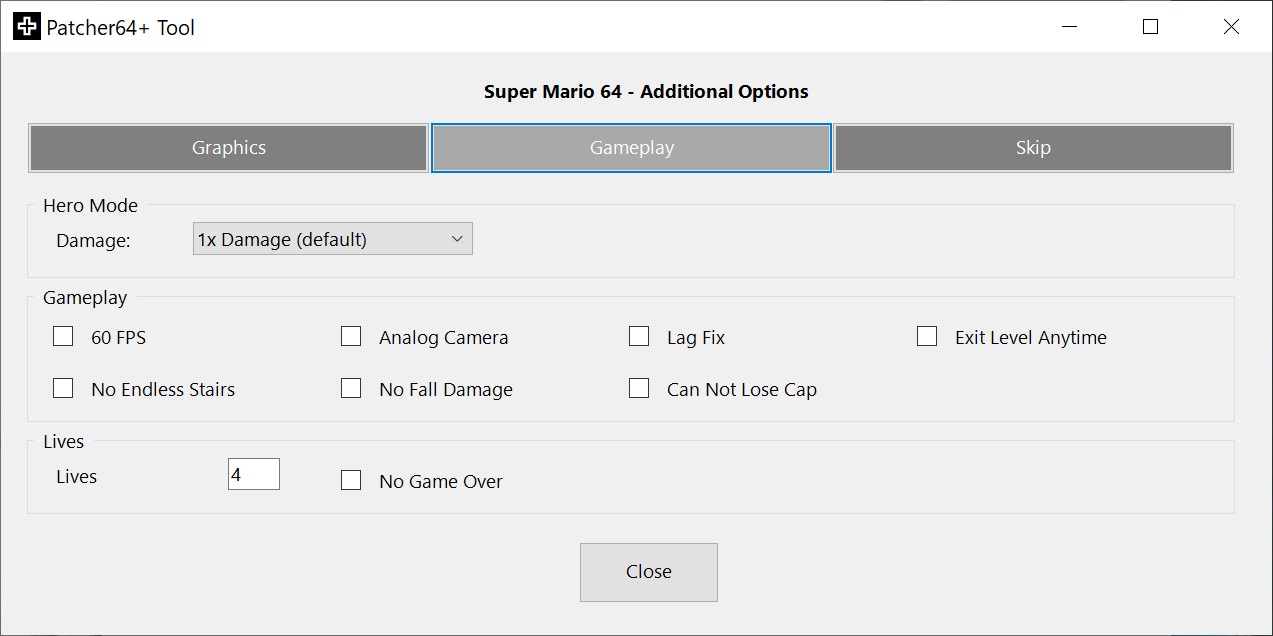 Patcher64+ Tool
Super Mario 64 - Additional Options
Graphics
Gameplay
Skip
Hero Mode
Damage:
1x Damage (default)
Gameplay
60 FPS
Analog Camera
Lag Fix
Exit Level Anytime
No Endless Stairs
No Fall Damage
Can Not Lose Cap
Lives
Lives
4
No Game Over
Close